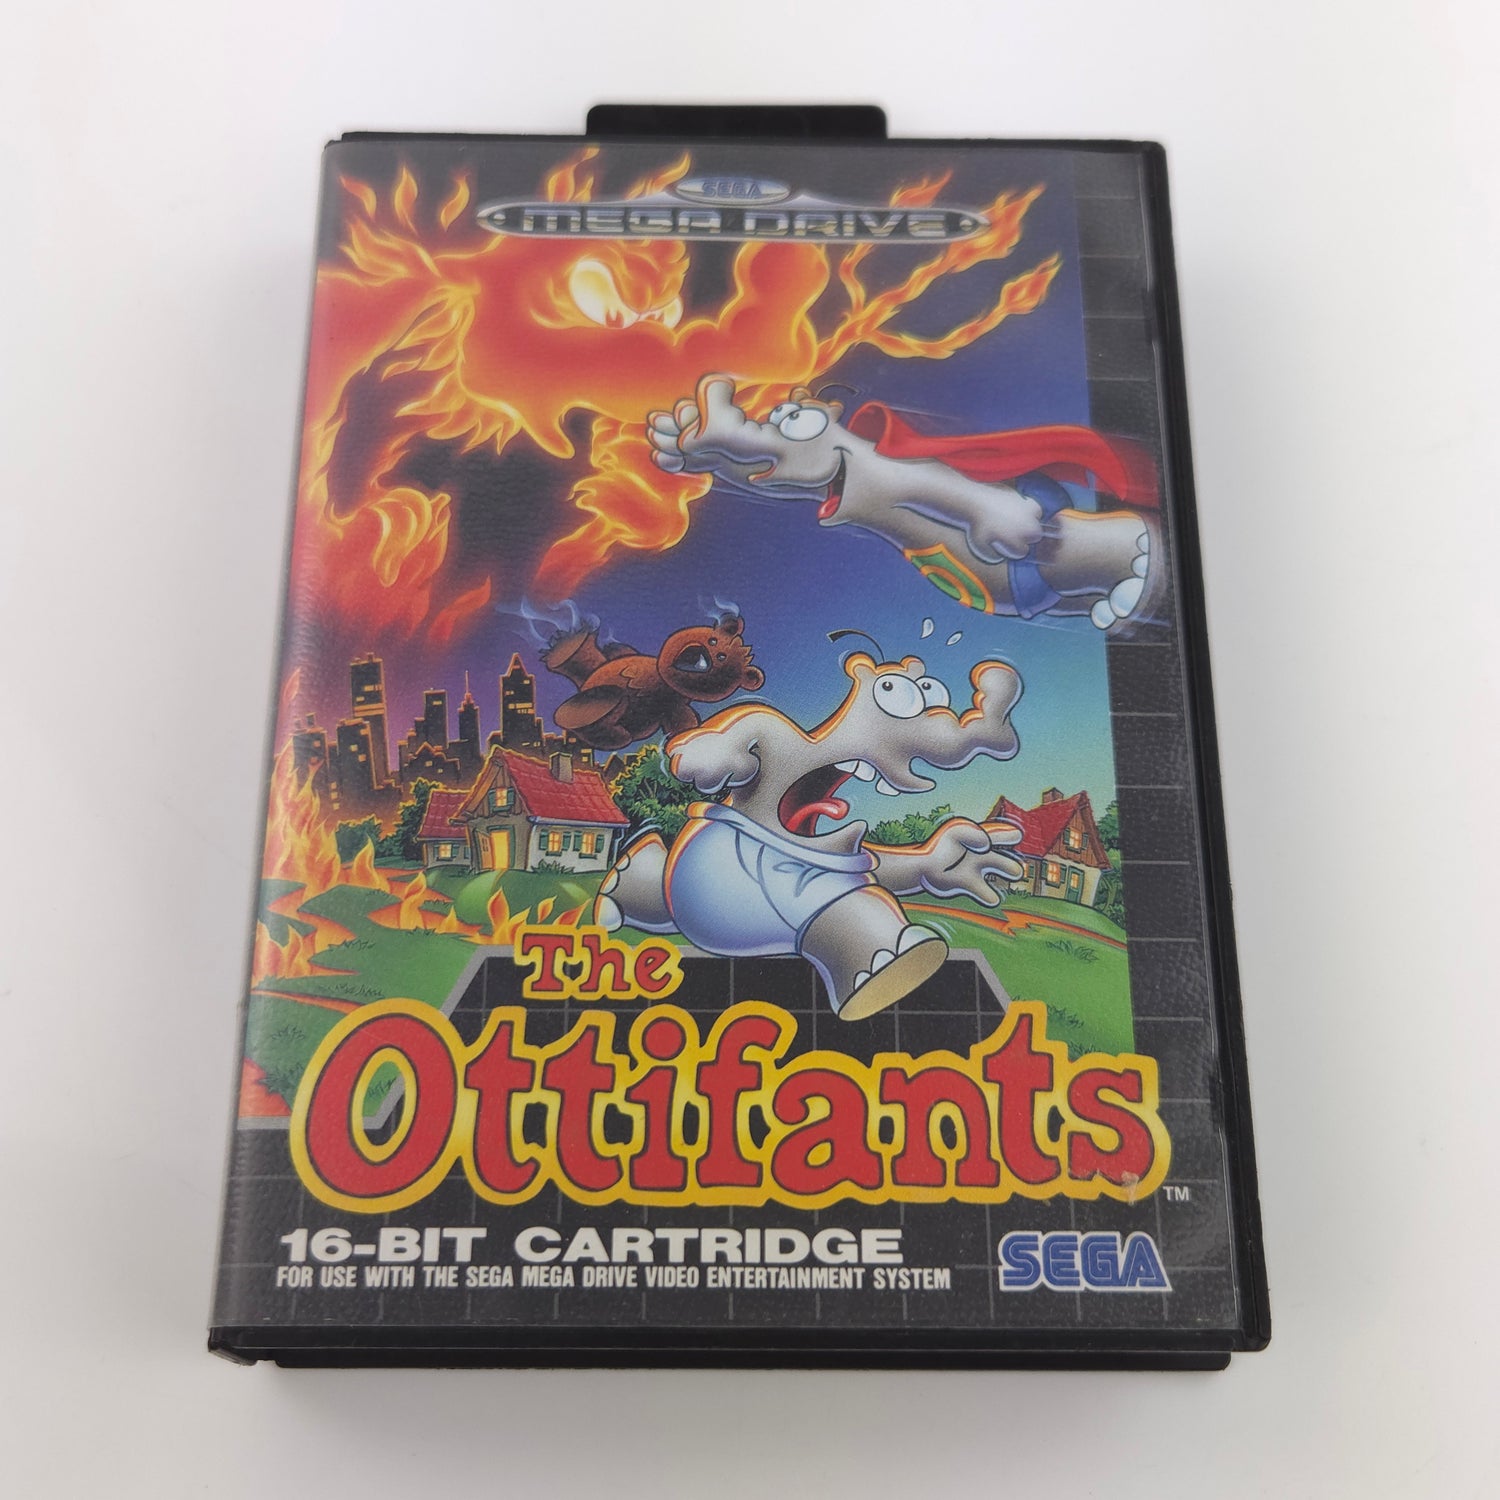 SEGA
MEGA DRIVE
The
Ottifants
TM
16-BIT CARTRIDGE
FOR USE WITH THE SEGA MEGA DRIVE VIDEO ENTERTAINMENT SYSTEM
SEGA